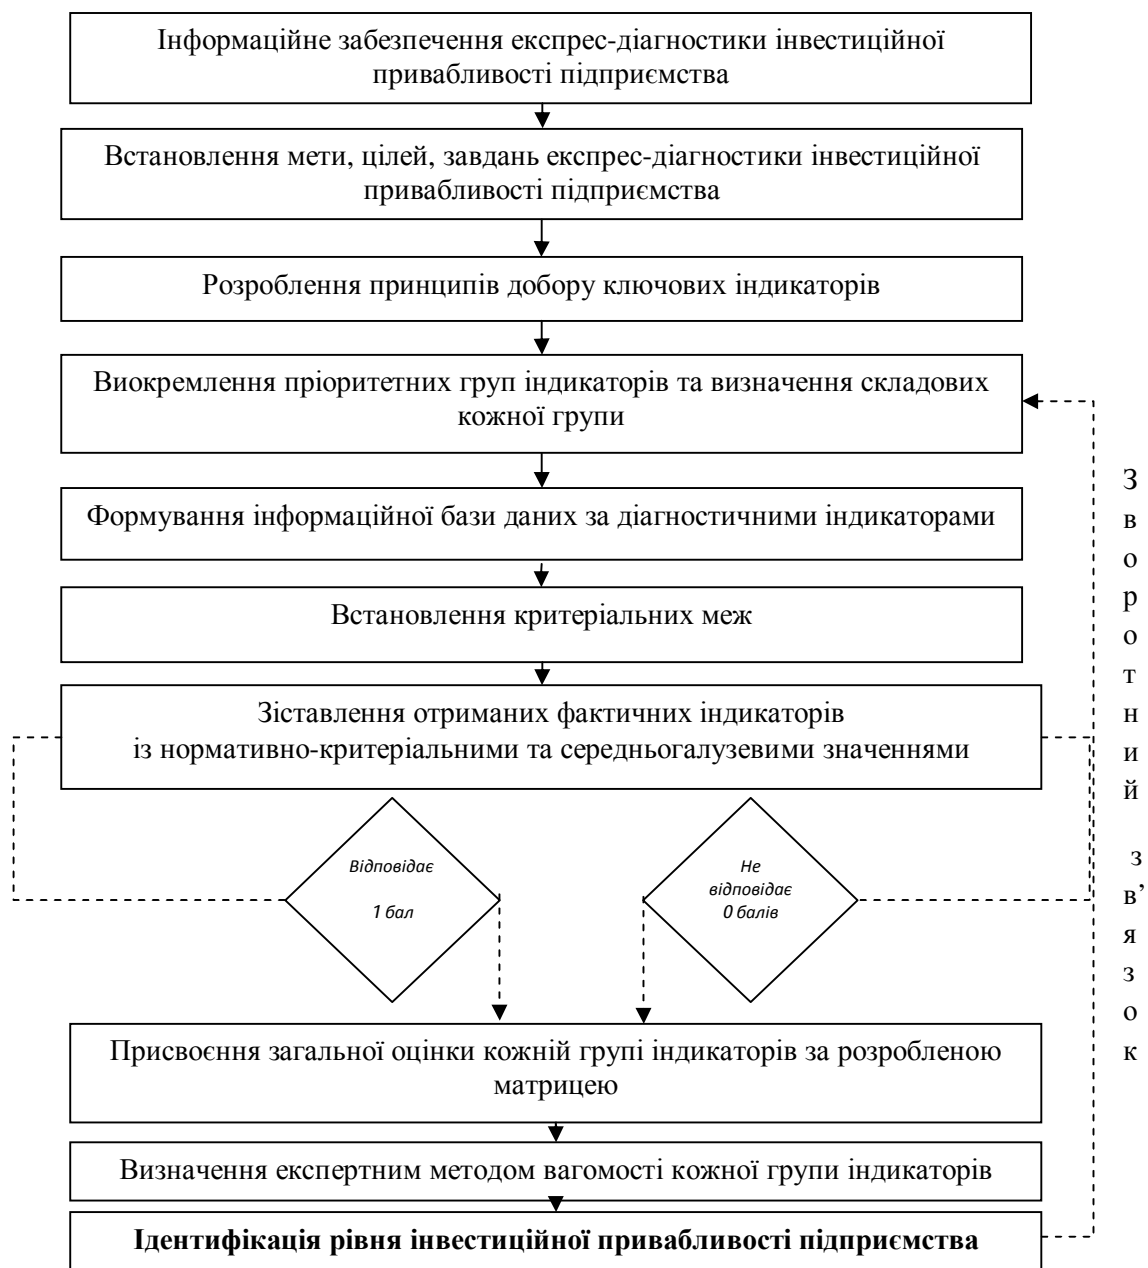 Інформаційне забезпечення експрес-діагностики інвестиційної
привабливості підприємства
Встановлення мети, цілей, завдань експрес-діагностики інвестиційної
привабливості підприємства
Розроблення принципів добору ключових індикаторів
Виокремлення пріоритетних груп індикаторів та визначення складових
кожної групи
Формування інформаційної бази даних за діагностичними індикаторами
Встановлення критеріальних меж
Зіставлення отриманих фактичних індикаторів
із нормативно-критеріальними та середньогалузевими значеннями
Відповідає
1 бал
Не
відповідає
0 балів
Присвоєння загальної оцінки кожній групі індикаторів за розробленою
матрицею
Визначення експертним методом вагомості кожної групи індикаторів
Ідентифікація рівня інвестиційної привабливості підприємства
Зворотний зв’язок